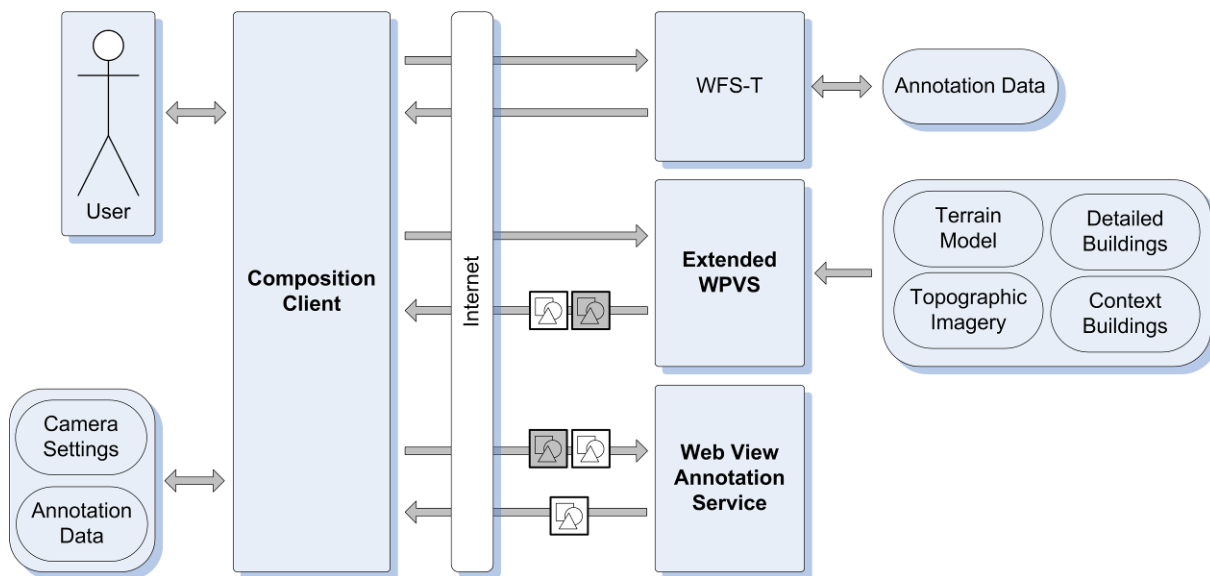 User
Composition
Client
Internet
WFS-T
Annotation Data
Extended
WPVS
Terrain
Model
Detailed
Buildings
Topographic
Imagery
Context
Buildings
Camera
Settings
Annotation
Data
Web View
Annotation
Service